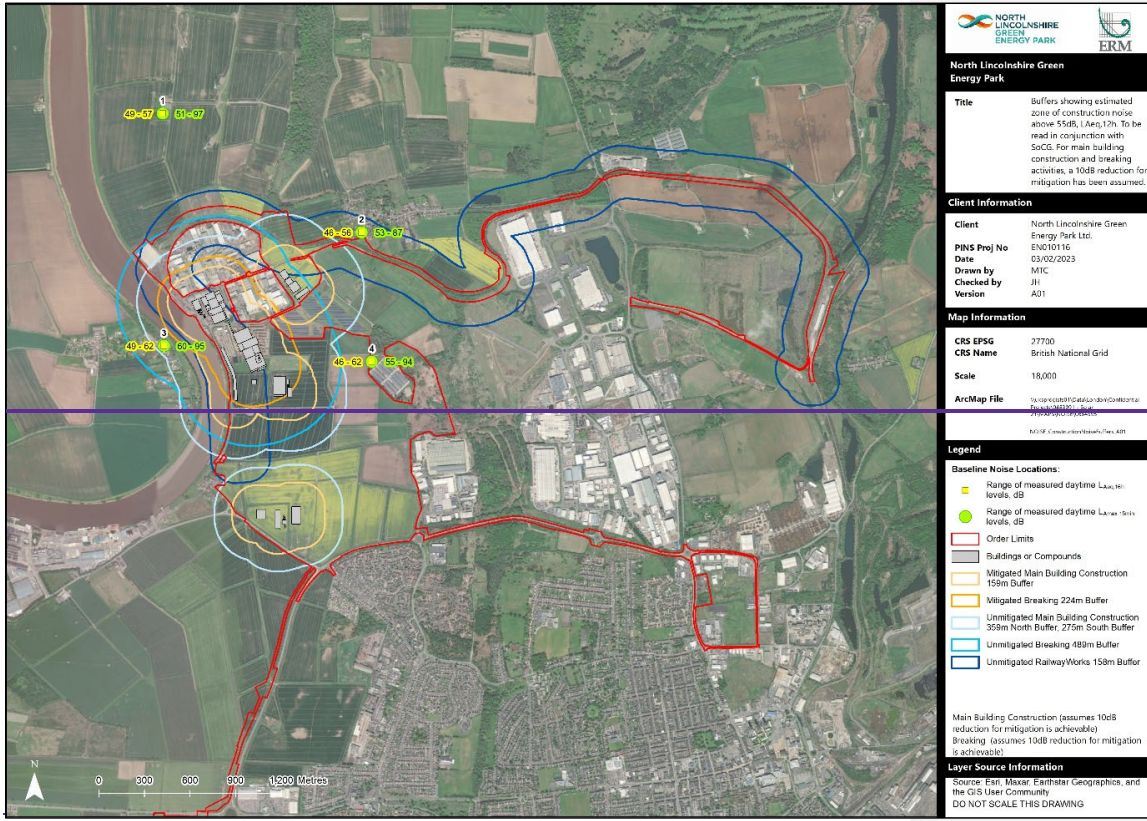 1
49 - 57
51 - 97
2
46 - 56
53 - 87
3
49 - 62
60 - 95
4
46 - 62
55 - 94
N
0 300 600 900 1,200 Metres
NORTH
LINCOLNSHIRE
GREEN
ENERGY PARK
ERM
North Lincolnshire Green
Energy Park
Title
Buffers showing estimated
zone of construction noise
above 55dB, LAeq,12h. To be
read in conjunction with
SoCG. For main building
construction and breaking
activities, a 10dB reduction for
mitigation has been assumed.
Client Information
Client North Lincolnshire Green
Energy Park Ltd.
PINS Proj No EN010116
Date 03/02/2023
Drawn by MTC
Checked by JH
Version A01
Map Information
CRS EPSG 27700
CRS Name British National Grid
Scale 18,000
ArcMap File
Legend
Baseline Noise Locations:
Range of measured daytime LAeq,16h
levels, dB
Range of measured daytime LAmax,15min
levels, dB
Order Limits
Buildings or Compounds
Mitigated Main Building Construction
159m Buffer
Mitigated Breaking 224m Buffer
Unmitigated Main Building Construction
359m North Buffer, 275m South Buffer
Unmitigated Breaking 489m Buffer
Unmitigated RailwayWorks 158m Buffer
Main Building Construction (assumes 10dB
reduction for mitigation is achievable)
Breaking (assumes 10dB reduction for mitigation
is achievable)
Layer Source Information
Source: Esri, Maxar, Earthstar Geographics, and
the GIS User Community
DO NOT SCALE THIS DRAWING